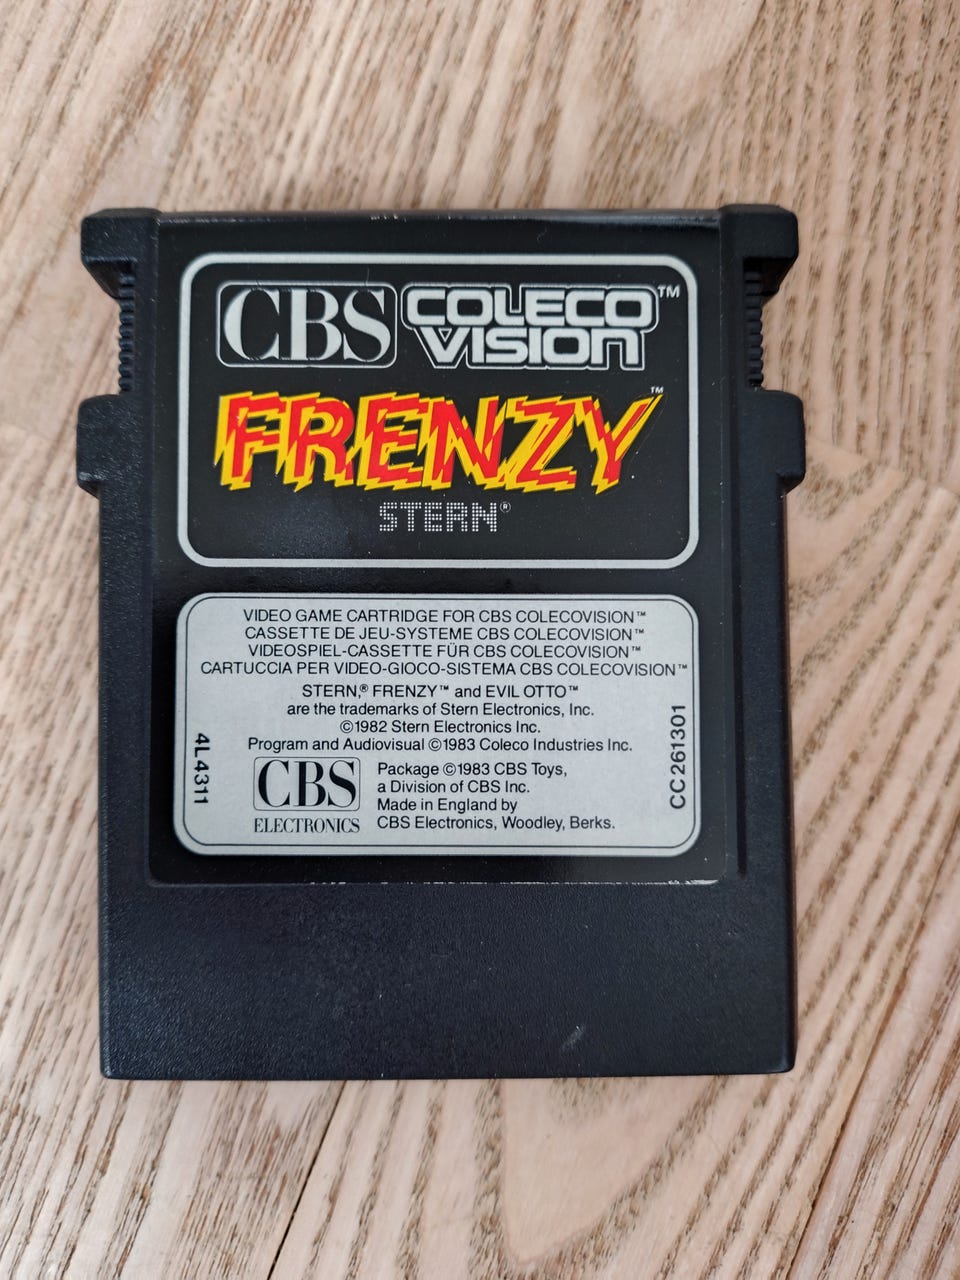 CBS COLECO VISION™
FRENZY™
STERN®
VIDEO GAME CARTRIDGE FOR CBS COLECOVISION™
CASSETTE DE JEU-SYSTEME CBS COLECOVISION™
VIDEOSPIEL-CASSETTE FÜR CBS COLECOVISION™
CARTUCCIA PER VIDEO-GIOCO-SISTEMA CBS COLECOVISION™
STERN,® FRENZY™ and EVIL OTTO™
are the trademarks of Stern Electronics, Inc.
©1982 Stern Electronics Inc.
Program and Audiovisual ©1983 Coleco Industries Inc.
CBS
ELECTRONICS
Package ©1983 CBS Toys,
a Division of CBS Inc.
Made in England by
CBS Electronics, Woodley, Berks.
4L4311
CC261301